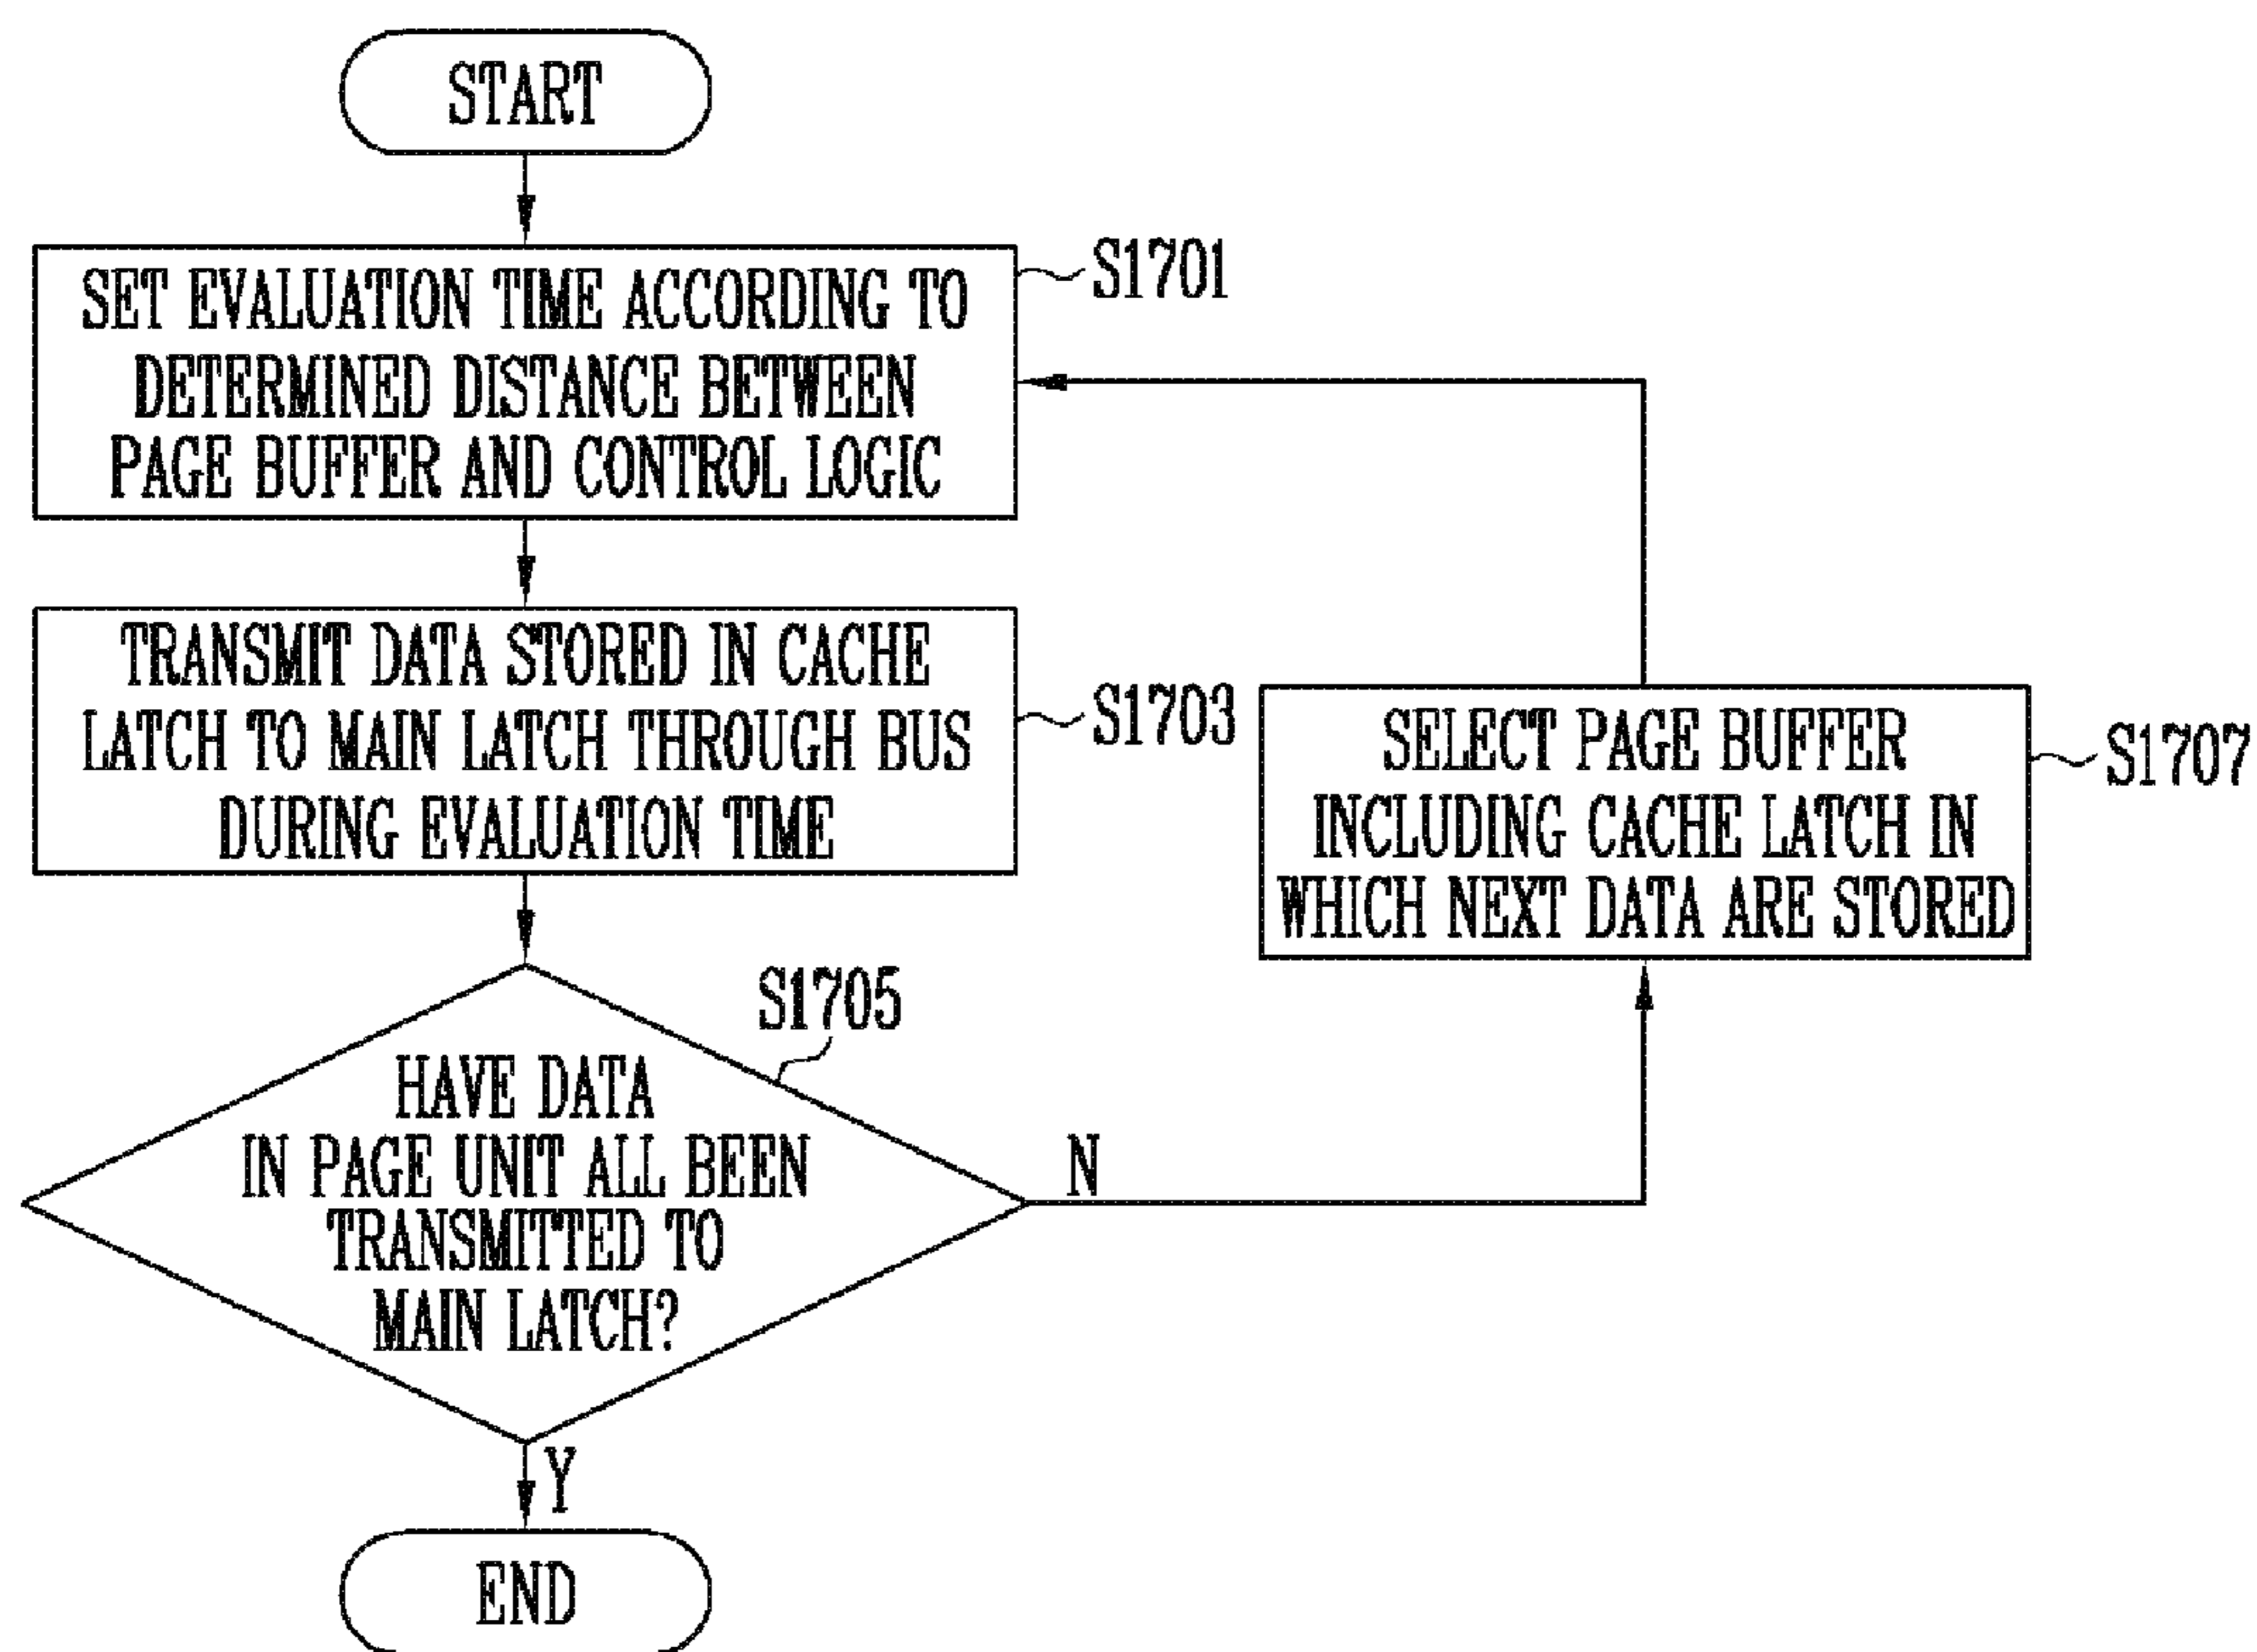 START
SET EVALUATION TIME ACCORDING TO
DETERMINED DISTANCE BETWEEN
PAGE BUFFER AND CONTROL LOGIC
S1701
TRANSMIT DATA STORED IN CACHE
LATCH TO MAIN LATCH THROUGH BUS
DURING EVALUATION TIME
S1703
SELECT PAGE BUFFER
INCLUDING CACHE LATCH IN
WHICH NEXT DATA ARE STORED
S1707
S1705
HAVE DATA
IN PAGE UNIT ALL BEEN
TRANSMITTED TO
MAIN LATCH?
N
Y
END